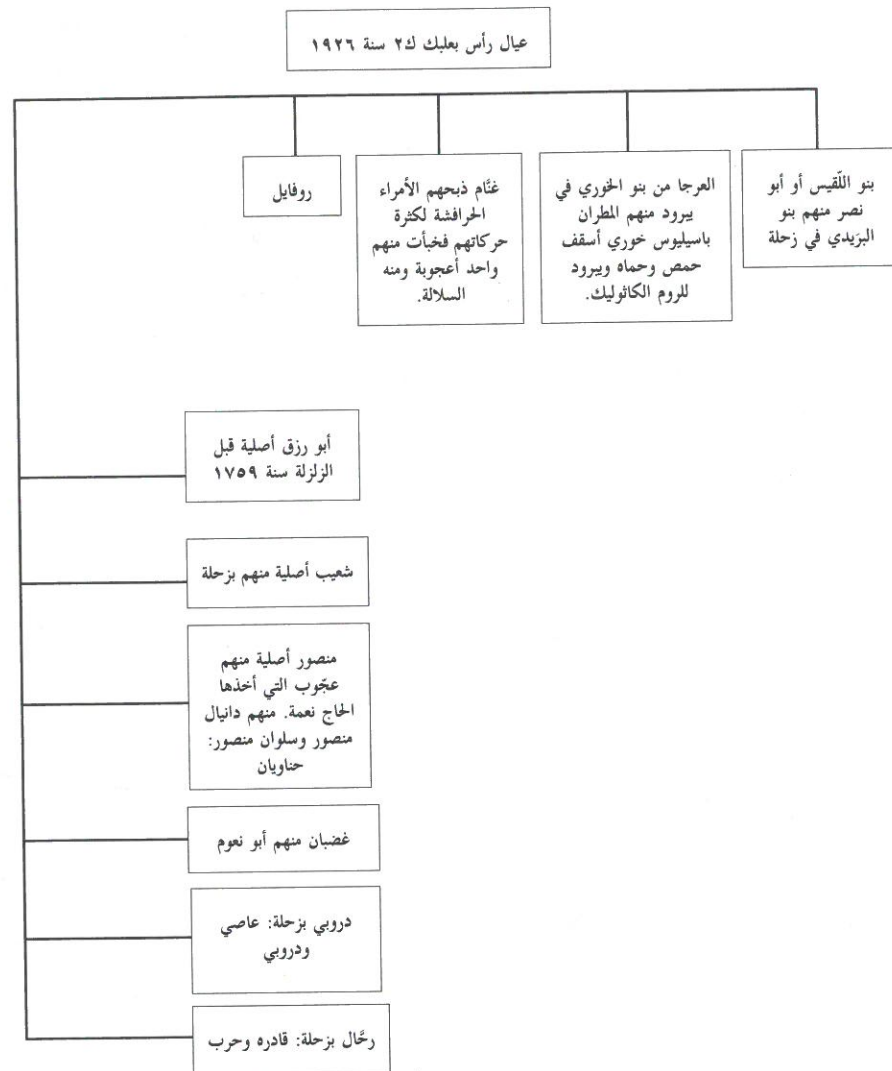 عيال رأس بعلبك ك٢ سنة ١٩٢٦
بنو اللّقيس أو أبو
نصر منهم بنو
البرَيدي في زحلة
العرجا من بنو الخوري في
يبرود منهم المطران
باسيليوس خوري أسقف
حمص وحماه ويبرود
للروم الكاثوليك.
غنَّام ذبحهم الأمراء
الحرافشة لكثرة
حركاتهم فخبأت منهم
واحد أعجوبة ومنه
السلالة.
روفايل
أبو رزق أصلية قبل
الزلزلة سنة ١٧٥٩
شعيب أصلية منهم بزحلة
منصور أصلية منهم
عجّوب التي أخذها
الحاج نعمة. منهم دانيال
منصور وسلوان منصور:
حناويان
غضبان منهم أبو نعوم
دروبي بزحلة: عاصي
ودروبي
رحَّال بزحلة: قادره وحرب